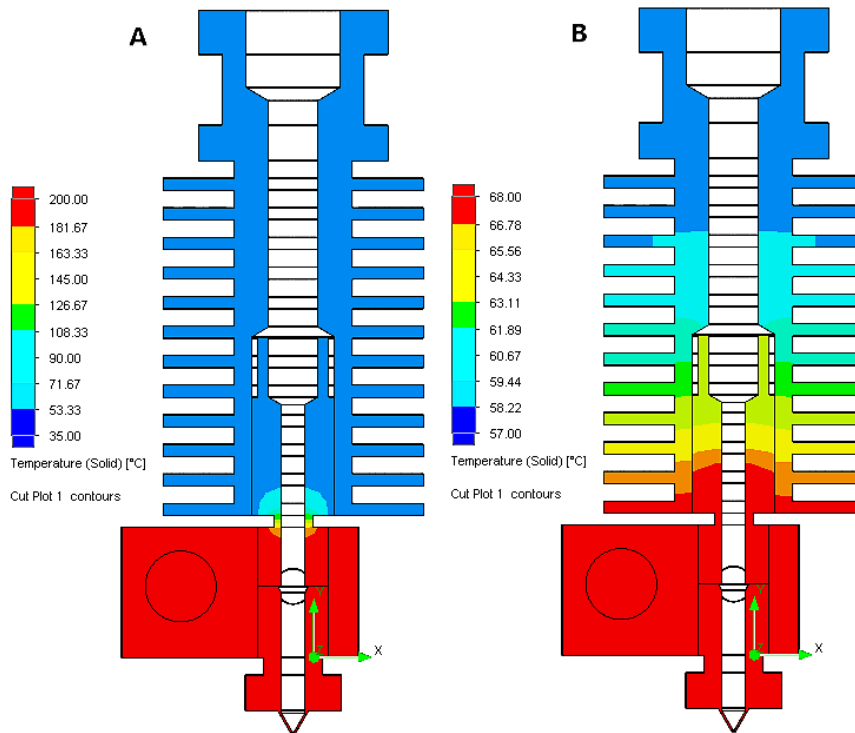 A
200.00
181.67
163.33
145.00
126.67
108.33
90.00
71.67
53.33
35.00
Temperature (Solid) [°C]
Cut Plot 1 contours
Y
X
B
68.00
66.78
65.56
64.33
63.11
61.89
60.67
59.44
58.22
57.00
Temperature (Solid) [°C]
Cut Plot 1 contours
Y
X